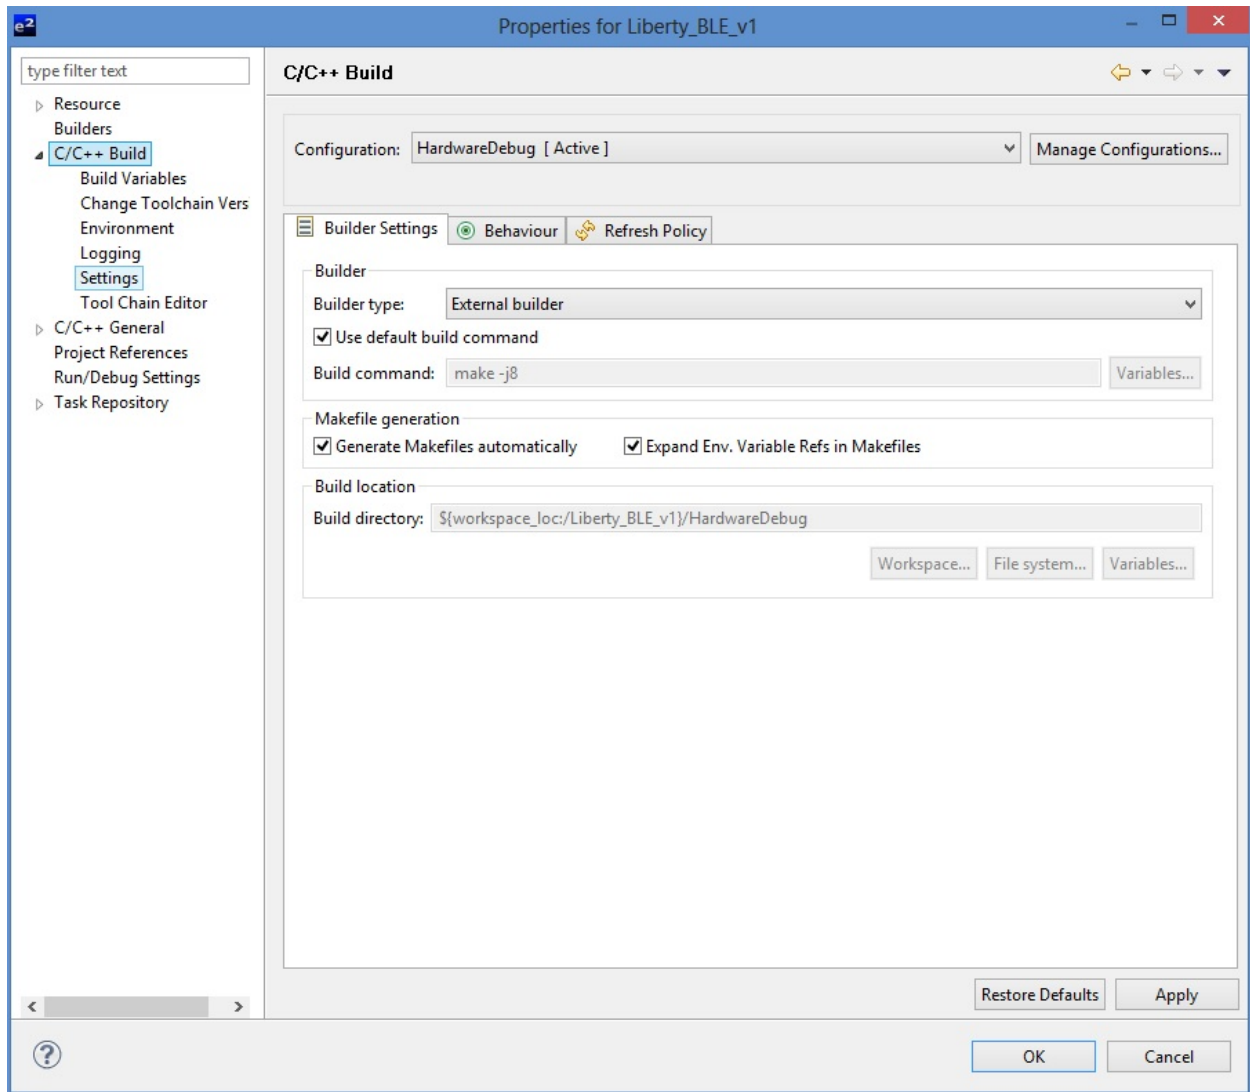 e²
Properties for Liberty_BLE_v1
type filter text
Resource
Builders
C/C++ Build
Build Variables
Change Toolchain Vers
Environment
Logging
Settings
Tool Chain Editor
C/C++ General
Project References
Run/Debug Settings
Task Repository
C/C++ Build
Configuration: HardwareDebug [ Active ] Manage Configurations...
Builder Settings Behaviour Refresh Policy
Builder
Builder type: External builder
Use default build command
Build command: make -j8 Variables...
Makefile generation
Generate Makefiles automatically Expand Env. Variable Refs in Makefiles
Build location
Build directory: ${workspace_loc:/Liberty_BLE_v1}/HardwareDebug
Workspace... File system... Variables...
Restore Defaults Apply
? OK Cancel